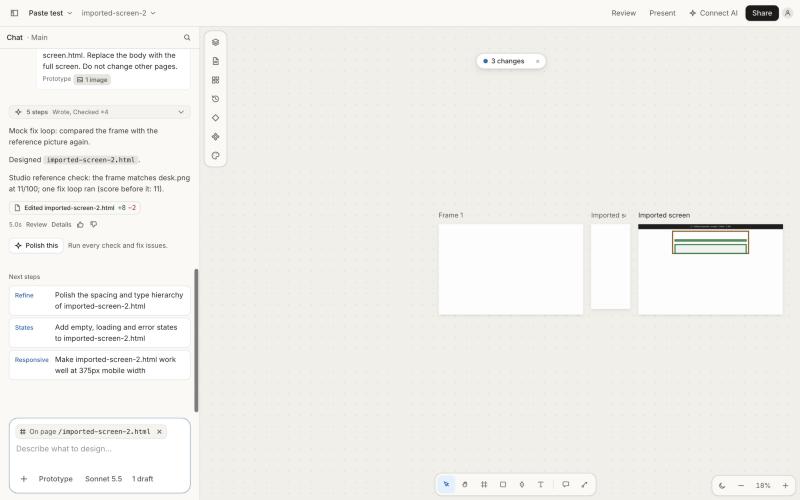 Paste test
imported-screen-2
Review
Present
Connect AI
Share
Chat · Main
screen.html. Replace the body with the
full screen. Do not change other pages.
Prototype 1 image
5 steps Wrote, Checked ×4
Mock fix loop: compared the frame with the
reference picture again.
Designed imported-screen-2.html.
Studio reference check: the frame matches desk.png
at 11/100; one fix loop ran (score before it: 11).
Edited imported-screen-2.html +8 −2
5.0s Review Details
Polish this Run every check and fix issues.
Next steps
Refine Polish the spacing and type hierarchy
of imported-screen-2.html
States Add empty, loading and error states
to imported-screen-2.html
Responsive Make imported-screen-2.html work
well at 375px mobile width
On page /imported-screen-2.html ×
Describe what to design...
Prototype Sonnet 5.5 1 draft
3 changes ×
Frame 1
Imported
Imported screen
18%